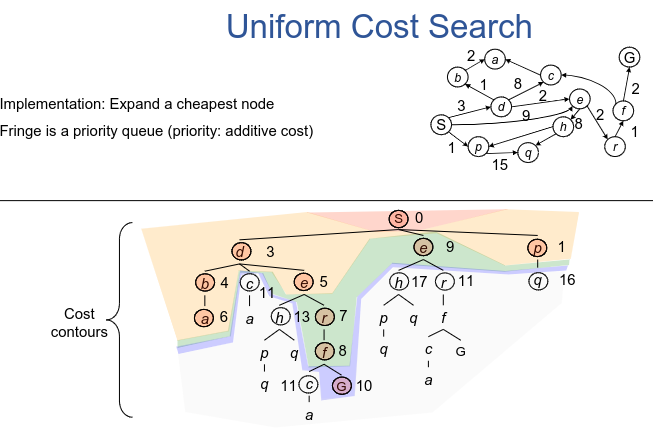 Uniform Cost Search
Implementation: Expand a cheapest node
Fringe is a priority queue (priority: additive cost)
2 a G
b c
1 8 2
3 d 2 e
S 9 h 8 2 f
1 p q r 1
15
S 0
d 3 e 9 p 1
b 4 c 11 e 5 h 17 r 11 q 16
Cost
contours
a 6 a h 13 r 7 p q f
p q f 8 q c G
q 11 c G 10 a
a